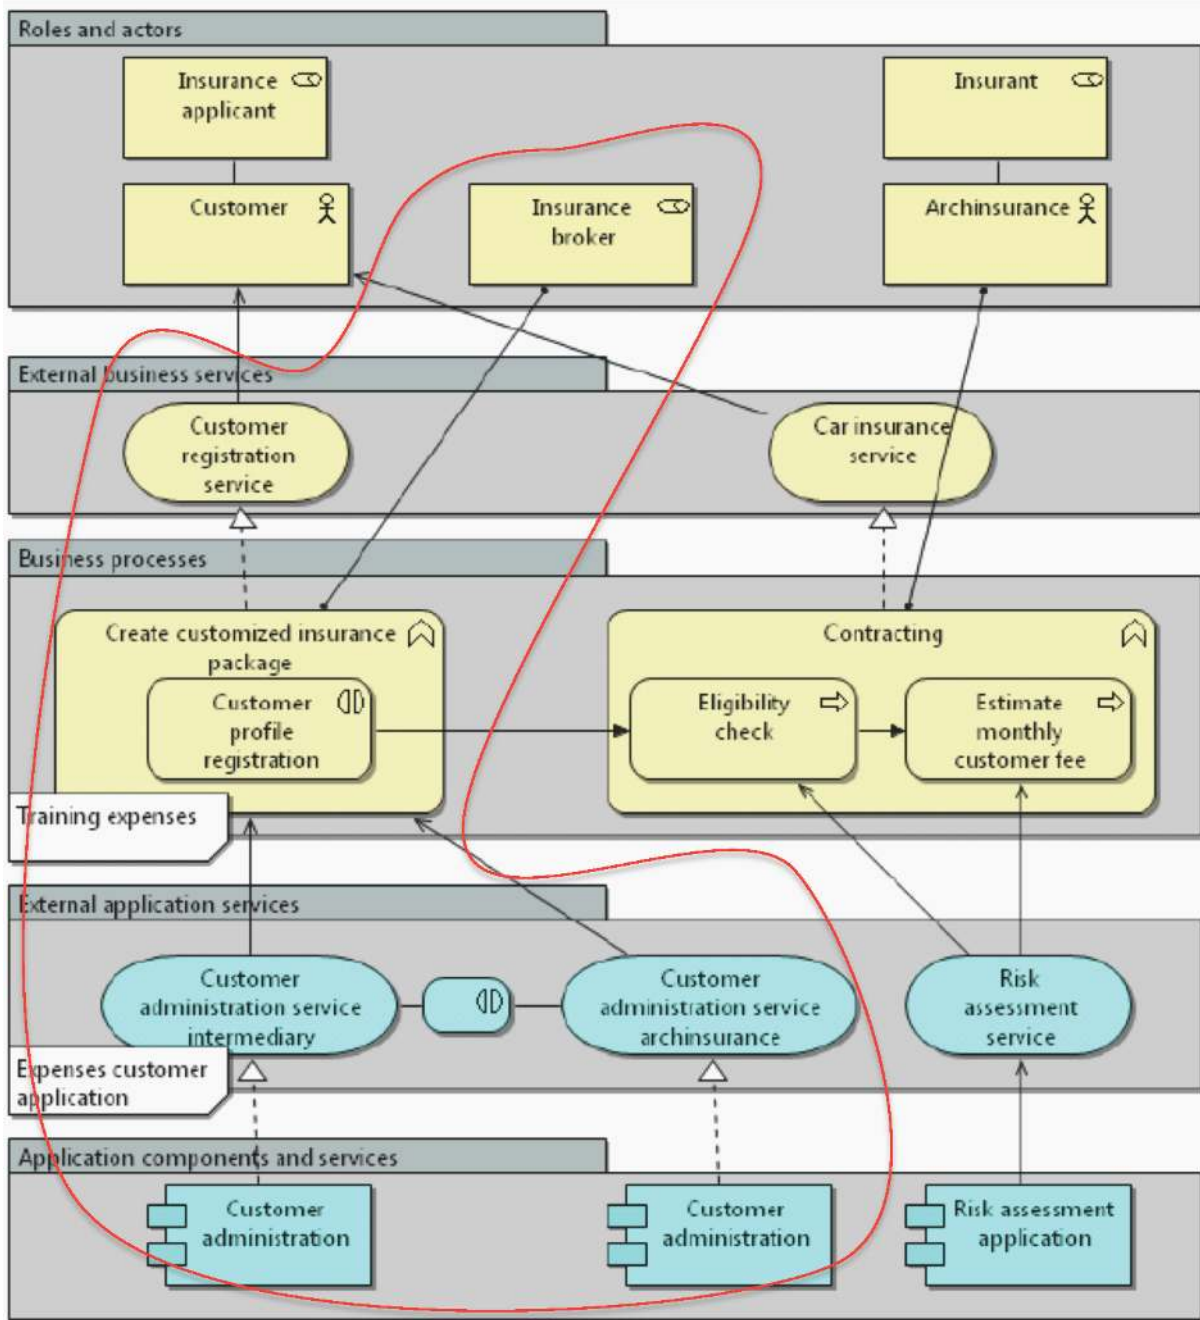 Roles and actors
Insurance
applicant
Insurant
Customer
Insurance
broker
Archinsurance
External business services
Customer
registration
service
Car insurance
service
Business processes
Create customized insurance
package
Customer
profile
registration
Contracting
Eligibility
check
Estimate
monthly
customer fee
Training expenses
External application services
Customer
administration service
intermediary
Customer
administration service
archinsurance
Risk
assessment
service
Expenses customer
application
Application components and services
Customer
administration
Customer
administration
Risk assessment
application